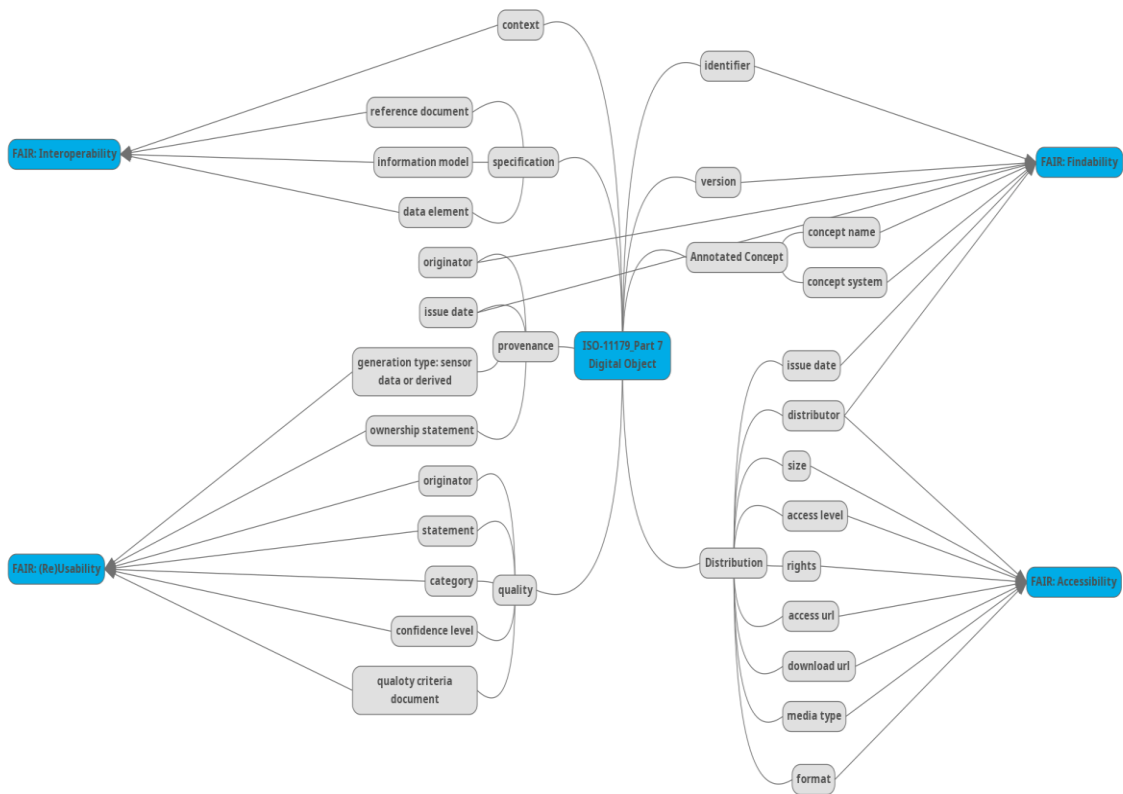 context
identifier
reference document
FAIR: Interoperability
information model
specification
FAIR: Findability
version
data element
concept name
originator
Annotated Concept
concept system
issue date
provenance
ISO-11179_Part 7
Digital Object
generation type: sensor
data or derived
issue date
distributor
ownership statement
size
originator
access level
statement
FAIR: (Re)Usability
Distribution
rights
FAIR: Accessibility
category
quality
access url
confidence level
download url
qualoty criteria
document
media type
format